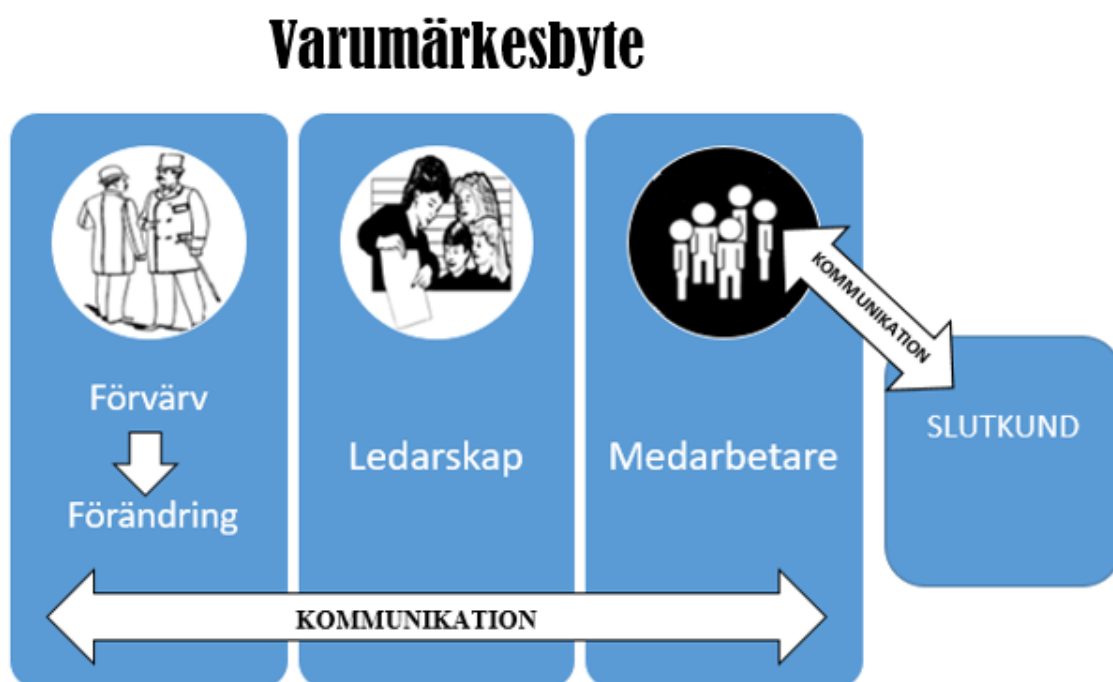 Varumärkesbyte
Förvärv
Förändring
Ledarskap
Medarbetare
KOMMUNIKATION
SLUTKUND
KOMMUNIKATION